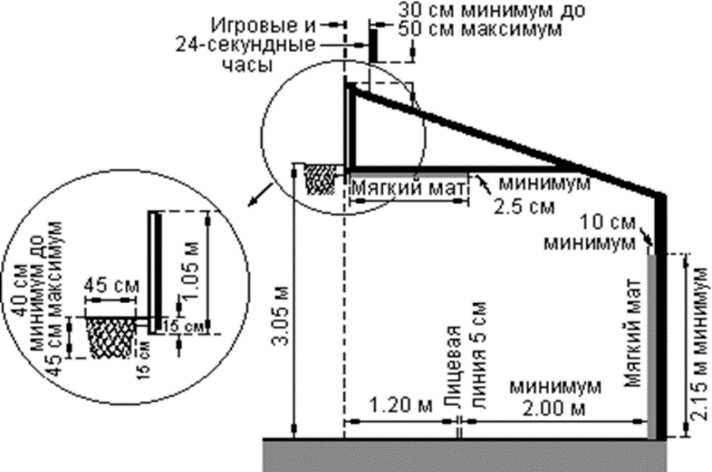 Игровые и
24-секундные
часы
30 см минимум до
50 см максимум
Мягкий мат
минимум
2.5 см
10 см
минимум
40 см
минимум до
45 см максимум
45 см
1.05 м
15 см
15 см
3.05 м
1.20 м
Лицевая
линия 5 см
минимум
2.00 м
Мягкий мат
2.15 м минимум